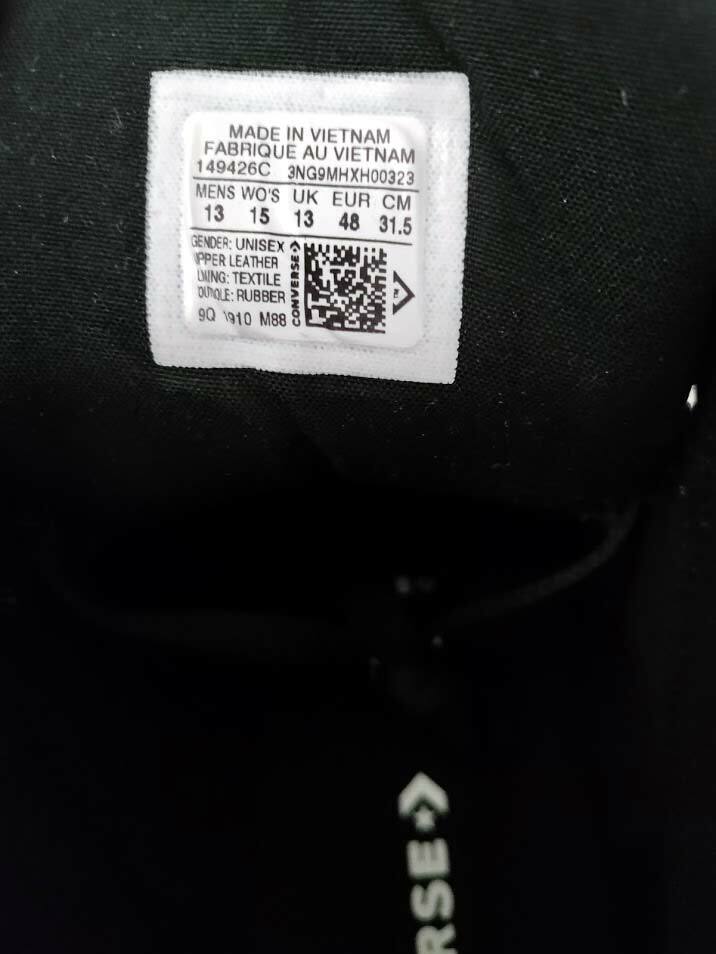 MADE IN VIETNAM
FABRIQUE AU VIETNAM
149426C 3NG9MHXH00323
MENS WO'S UK EUR CM
13 15 13 48 31.5
GENDER: UNISEX
UPPER LEATHER
LINING: TEXTILE
RUBBER
9Q 1910 M88
CONVERSE
RSE